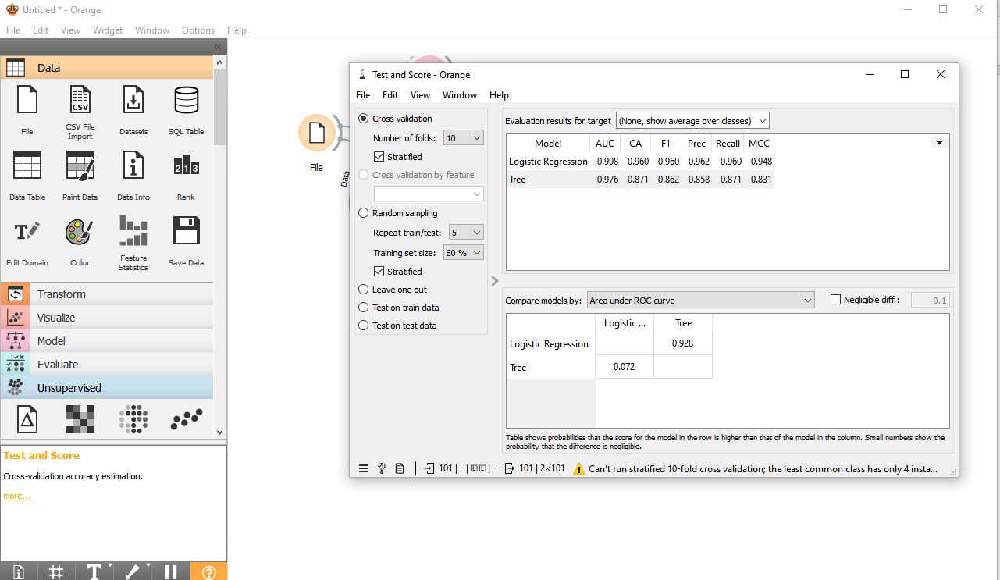 Untitled * - Orange
File Edit View Widget Window Options Help
Data
File
CSV File Import
Datasets
SQL Table
Data Table
Paint Data
Data Info
Rank
Edit Domain
Color
Feature Statistics
Save Data
Transform
Visualize
Model
Evaluate
Unsupervised
Test and Score
Cross-validation accuracy estimation.
more...
File
Data
Test and Score - Orange
File Edit View Window Help
Cross validation
Number of folds: 10
Stratified
Cross validation by feature
Random sampling
Repeat train/test: 5
Training set size: 60 %
Stratified
Leave one out
Test on train data
Test on test data
Evaluation results for target (None, show average over classes)
Model AUC CA F1 Prec Recall MCC
Logistic Regression 0.998 0.960 0.960 0.962 0.960 0.948
Tree 0.976 0.871 0.862 0.858 0.871 0.831
Compare models by: Area under ROC curve Negligible diff.: 0.1
Logistic ... Tree
Logistic Regression 0.928
Tree 0.072
Table shows probabilities that the score for the model in the row is higher than that of the model in the column. Small numbers show the
probability that the difference is negligible.
101 | - | | - 101 | 2×101 Can't run stratified 10-fold cross validation; the least common class has only 4 insta...